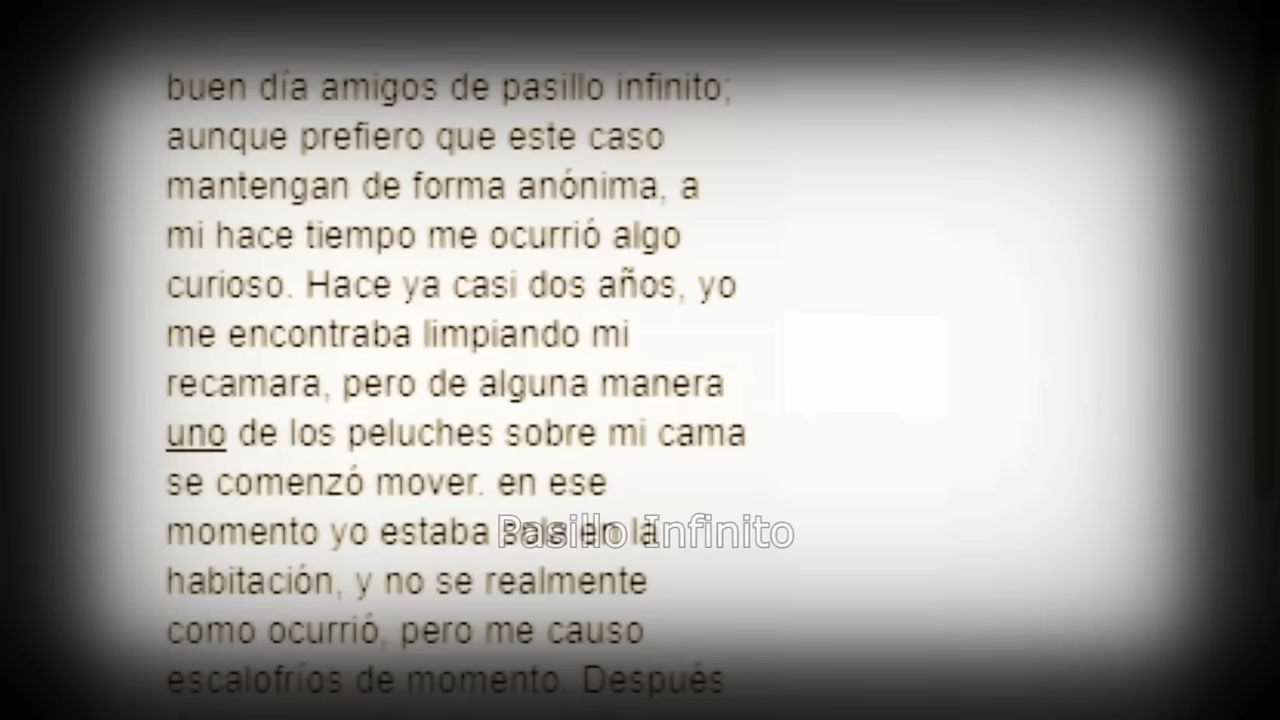 buen día amigos de pasillo infinito;
aunque prefiero que este caso
mantengan de forma anónima, a
mi hace tiempo me ocurrió algo
curioso. Hace ya casi dos años, yo
me encontraba limpiando mi
recamara, pero de alguna manera
uno de los peluches sobre mi cama
se comenzó mover. en ese
momento yo estaba en la
Pasillo Infinito
habitación, y no se realmente
como ocurrió, pero me causo
escalofríos de momento. Después